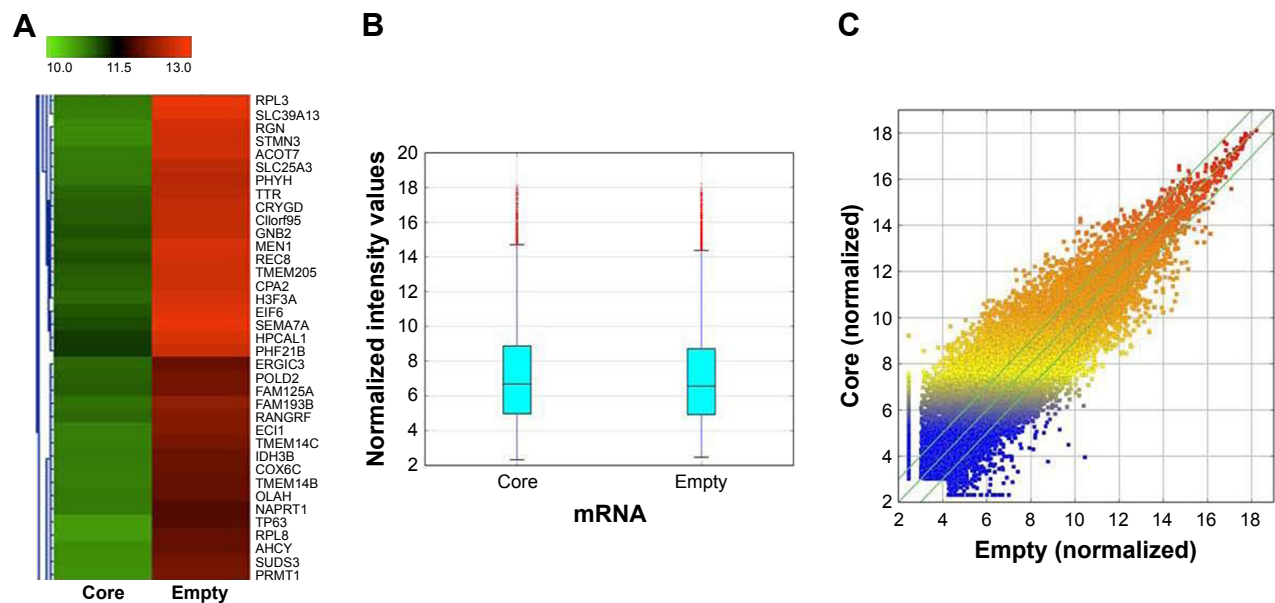 A
10.0 11.5 13.0
RPL3
SLC39A13
RGN
STMN3
ACOT7
SLC25A3
PHYH
TTR
CRYGD
Cllorf95
GNB2
MEN1
REC8
TMEM205
CPA2
H3F3A
EIF6
SEMA7A
HPCAL1
PHF21B
ERGIC3
POLD2
FAM125A
FAM193B
RANGRF
ECI1
TMEM14C
IDH3B
COX6C
TMEM14B
OLAH
NAPRT1
TP63
RPL8
AHCY
SUDS3
PRMT1
Core Empty
B
Normalized intensity values
20
18
16
14
12
10
8
6
4
2
Core Empty
mRNA
C
Core (normalized)
18
16
14
12
10
8
6
4
2
2 4 6 8 10 12 14 16 18
Empty (normalized)